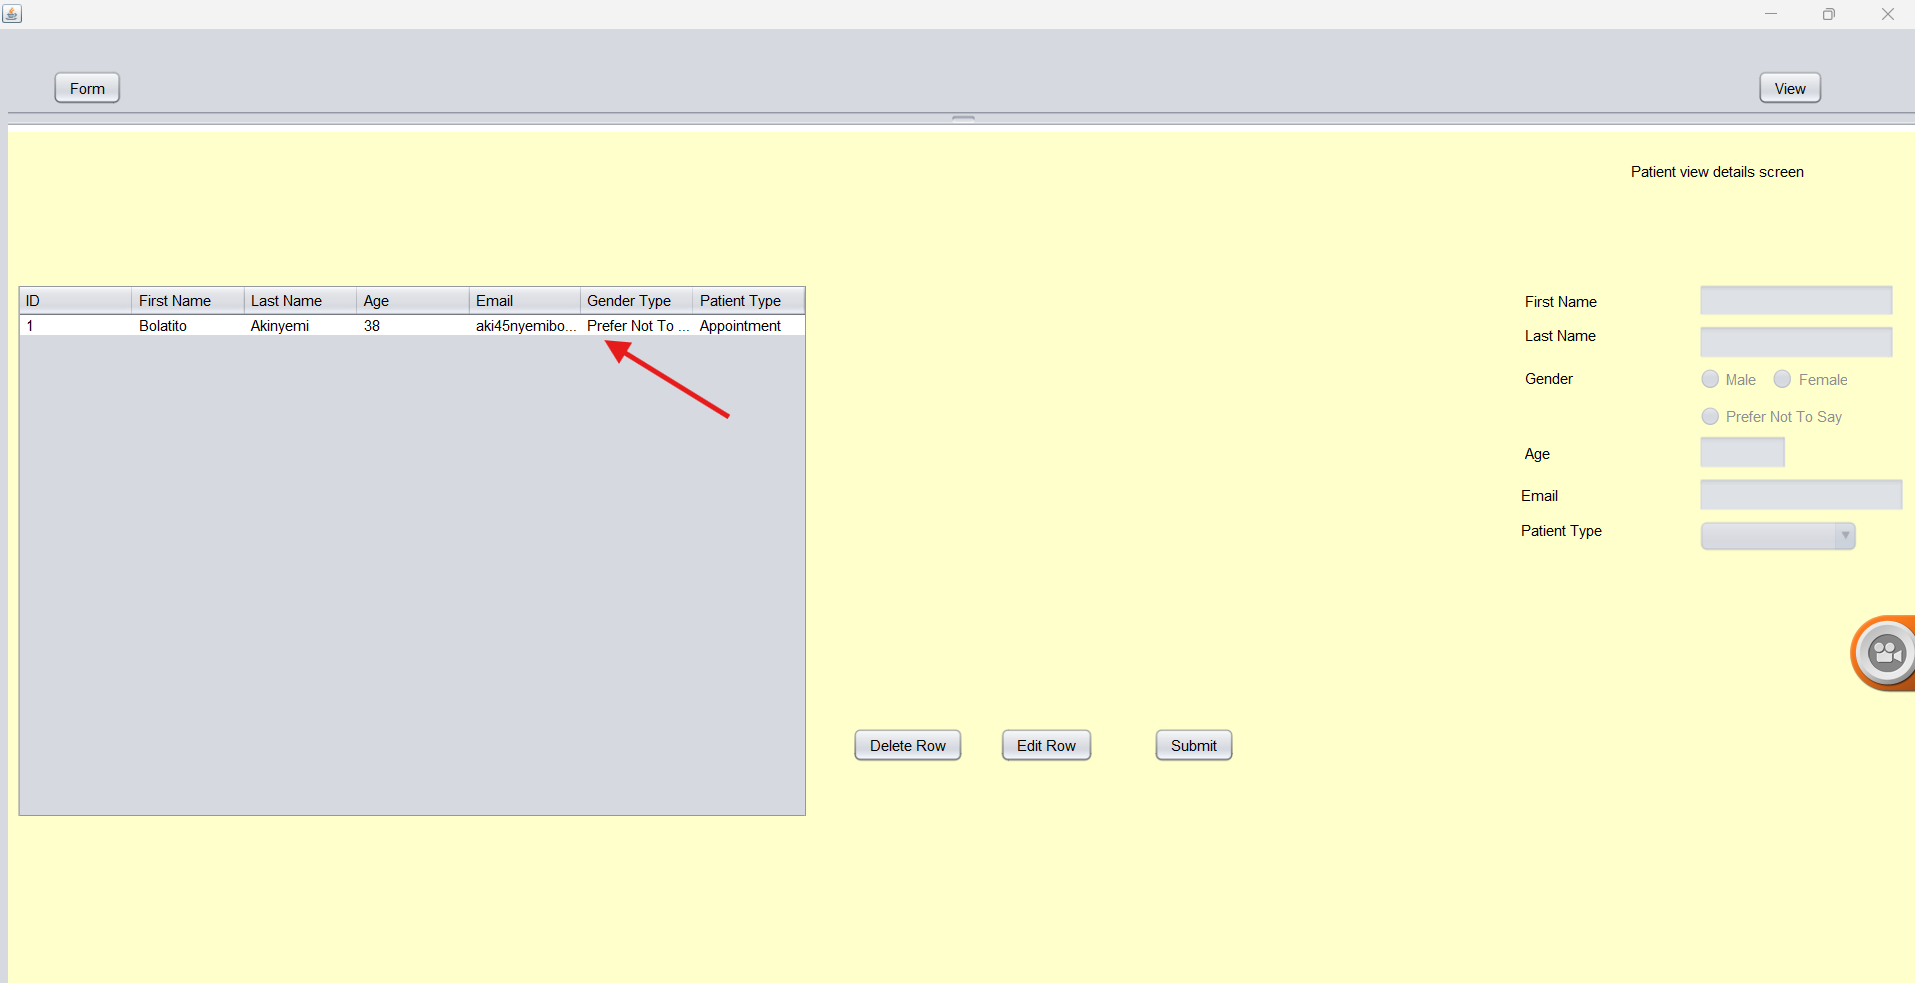 Form
View
Patient view details screen
ID First Name Last Name Age Email Gender Type Patient Type
1 Bolatito Akinyemi 38 aki45nyemibo... Prefer Not To ... Appointment
First Name
Last Name
Gender Male Female
Prefer Not To Say
Age
Email
Patient Type
Delete Row Edit Row Submit